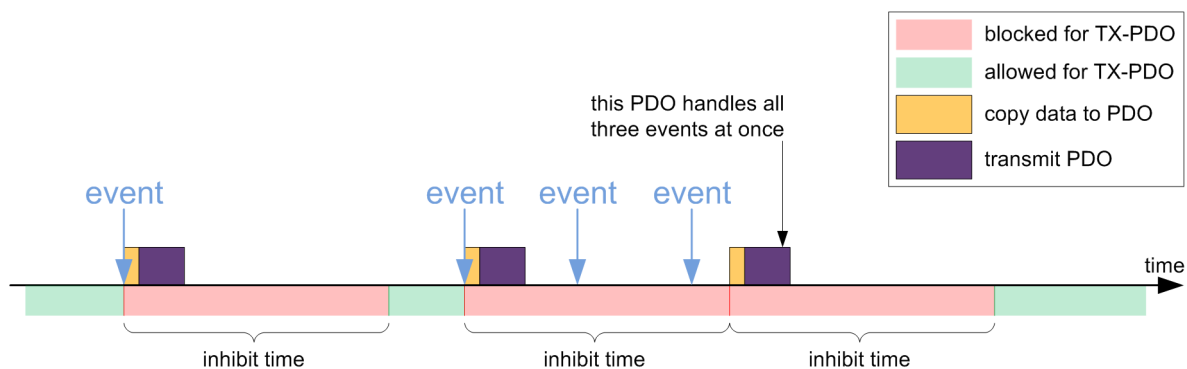 blocked for TX-PDO
allowed for TX-PDO
copy data to PDO
transmit PDO
this PDO handles all
three events at once
event
event
event
event
time
inhibit time
inhibit time
inhibit time